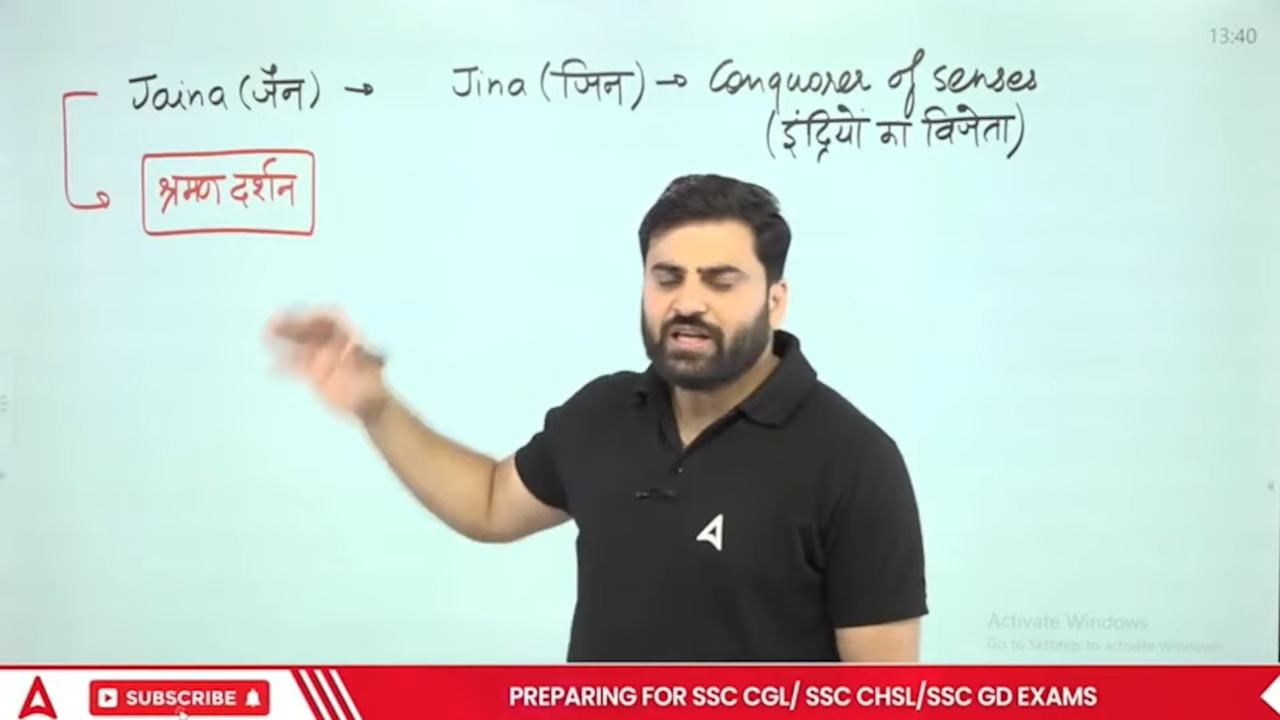 13:40
Jaina (जैन) → Jina (जिन) → Conquorer of senses
(इंद्रियों का विजेता)
श्रमण दर्शन
Activate Windows
Go to Settings to activate Windows.
SUBSCRIBE
PREPARING FOR SSC CGL/ SSC CHSL/SSC GD EXAMS